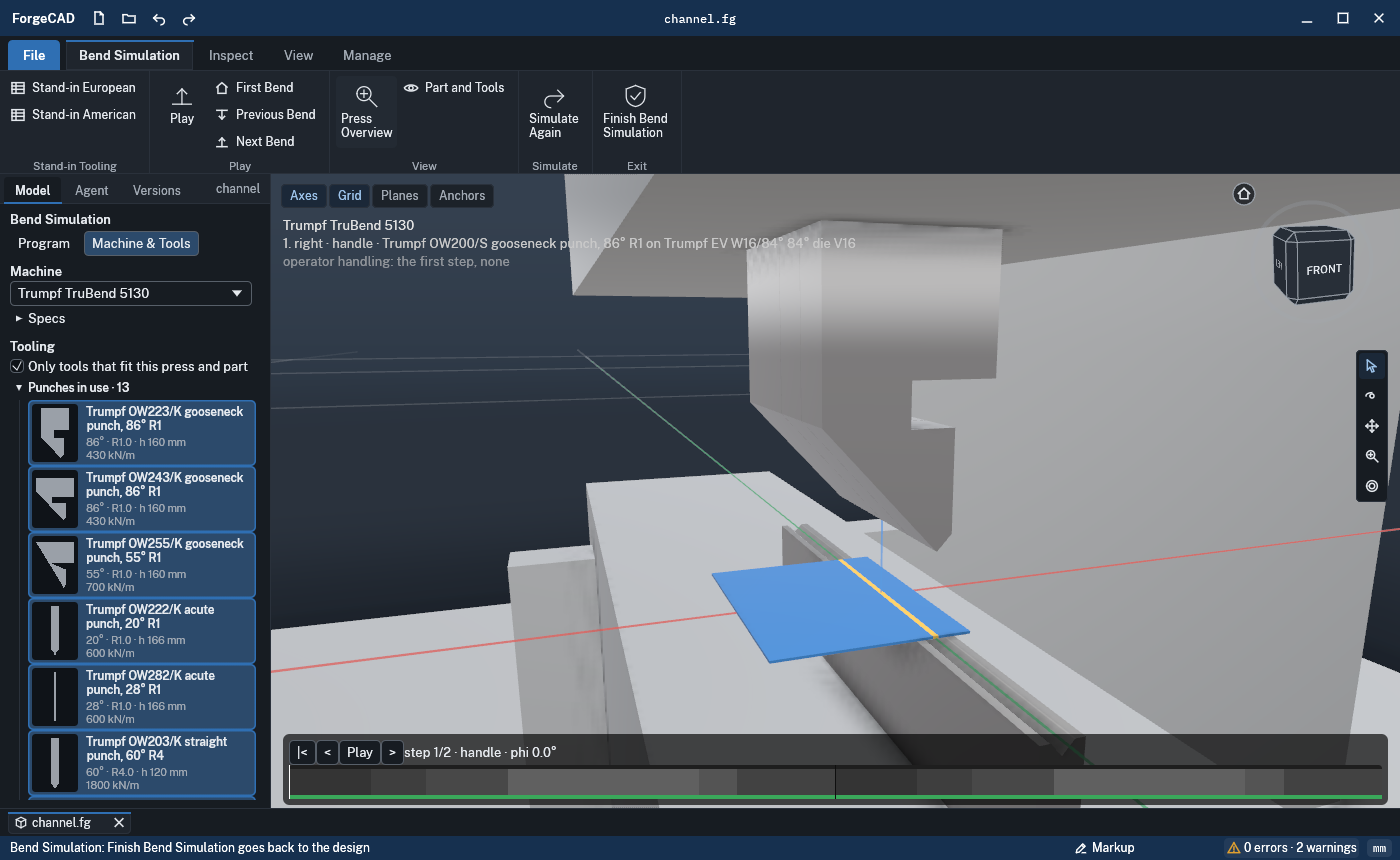 ForgeCAD
channel.fg
File
Bend Simulation
Inspect
View
Manage
Stand-in European
Stand-in American
Stand-in Tooling
Play
First Bend
Previous Bend
Next Bend
Play
Press
Overview
Part and Tools
View
Simulate
Again
Simulate
Finish Bend
Simulation
Exit
Model
Agent
Versions
channel
Bend Simulation
Program
Machine & Tools
Machine
Trumpf TruBend 5130
Specs
Tooling
Only tools that fit this press and part
Punches in use · 13
Trumpf OW223/K gooseneck
punch, 86° R1
86° · R1.0 · h 160 mm
430 kN/m
Trumpf OW243/K gooseneck
punch, 86° R1
86° · R1.0 · h 160 mm
430 kN/m
Trumpf OW255/K gooseneck
punch, 55° R1
55° · R1.0 · h 160 mm
700 kN/m
Trumpf OW222/K acute
punch, 20° R1
20° · R1.0 · h 166 mm
600 kN/m
Trumpf OW282/K acute
punch, 28° R1
28° · R1.0 · h 166 mm
600 kN/m
Trumpf OW203/K straight
punch, 60° R4
60° · R4.0 · h 120 mm
1800 kN/m
Axes
Grid
Planes
Anchors
Trumpf TruBend 5130
1. right · handle · Trumpf OW200/S gooseneck punch, 86° R1 on Trumpf EV W16/84° 84° die V16
operator handling: the first step, none
FRONT
|<
<
Play
>
step 1/2 · handle · phi 0.0°
channel.fg
Bend Simulation: Finish Bend Simulation goes back to the design
Markup
0 errors · 2 warnings
mm